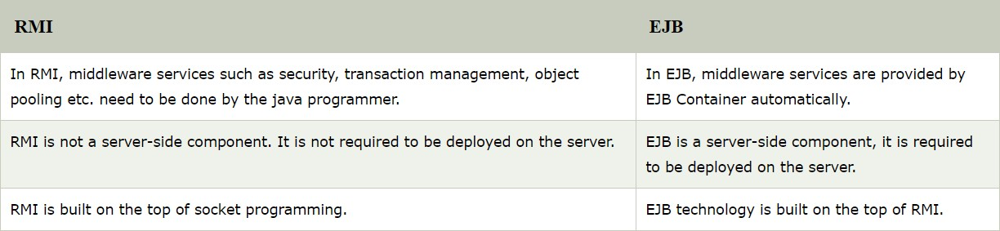 RMI
EJB
In RMI, middleware services such as security, transaction management, object
pooling etc. need to be done by the java programmer.
In EJB, middleware services are provided by
EJB Container automatically.
RMI is not a server-side component. It is not required to be deployed on the server.
EJB is a server-side component, it is required
to be deployed on the server.
RMI is built on the top of socket programming.
EJB technology is built on the top of RMI.